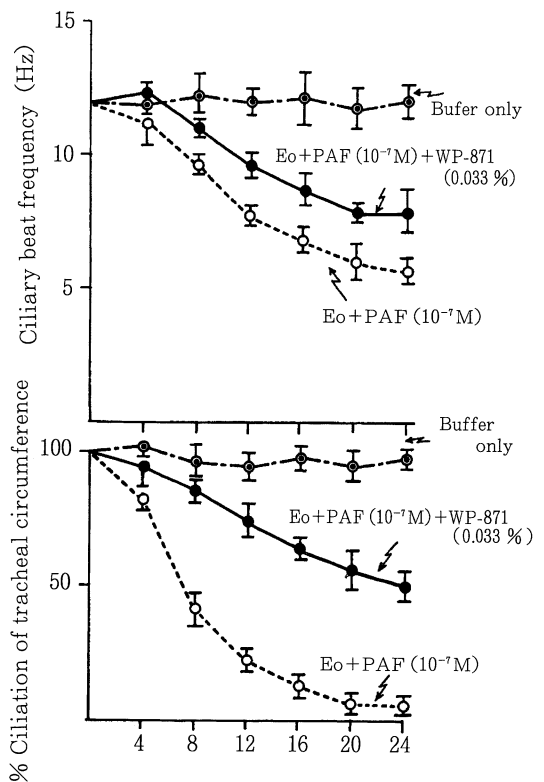 Ciliary beat frequency (Hz)
15
10
5
Bufer only
Eo+PAF (10⁻⁷M)+WP-871
(0.033 %)
Eo+PAF (10⁻⁷M)
% Ciliation of tracheal circumference
100
50
Buffer
only
Eo+PAF (10⁻⁷M)+WP-871
(0.033 %)
Eo+PAF (10⁻⁷M)
4 8 12 16 20 24